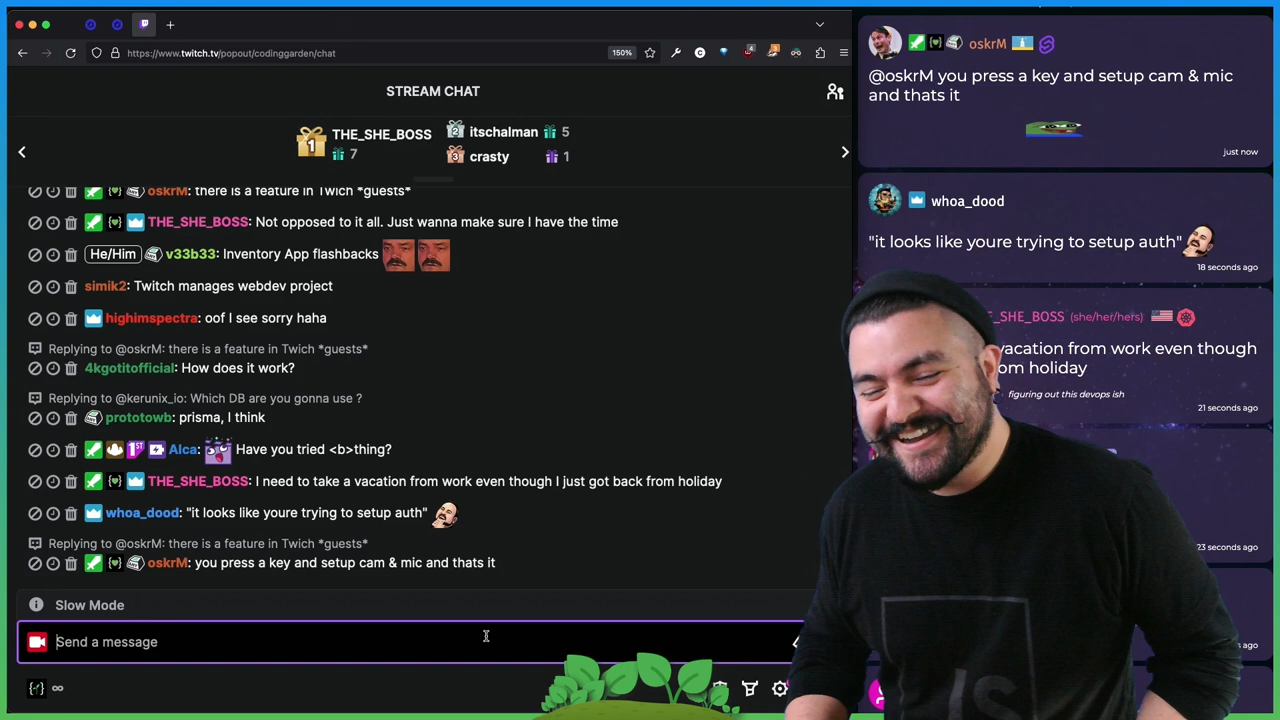 https://www.twitch.tv/popout/codinggarden/chat
150%
4
5
STREAM CHAT
1
THE_SHE_BOSS
7
2
itschalman
5
3
crasty
1
oskrM: there is a feature in Twich *guests*
THE_SHE_BOSS: Not opposed to it all. Just wanna make sure I have the time
He/Him v33b33: Inventory App flashbacks
simik2: Twitch manages webdev project
highimspectra: oof I see sorry haha
Replying to @oskrM: there is a feature in Twich *guests*
4kgotitofficial: How does it work?
Replying to @kerunix_io: Which DB are you gonna use ?
prototowb: prisma, I think
1ST Alca: Have you tried <b>thing?
THE_SHE_BOSS: I need to take a vacation from work even though I just got back from holiday
whoa_dood: "it looks like youre trying to setup auth"
Replying to @oskrM: there is a feature in Twich *guests*
oskrM: you press a key and setup cam & mic and thats it
Slow Mode
Send a message
∞
oskrM
@oskrM you press a key and setup cam & mic
and thats it
just now
whoa_dood
"it looks like youre trying to setup auth"
18 seconds ago
SHE_BOSS (she/her/hers)
vacation from work even though
om holiday
figuring out this devops ish
21 seconds ago
23 seconds ago
JS